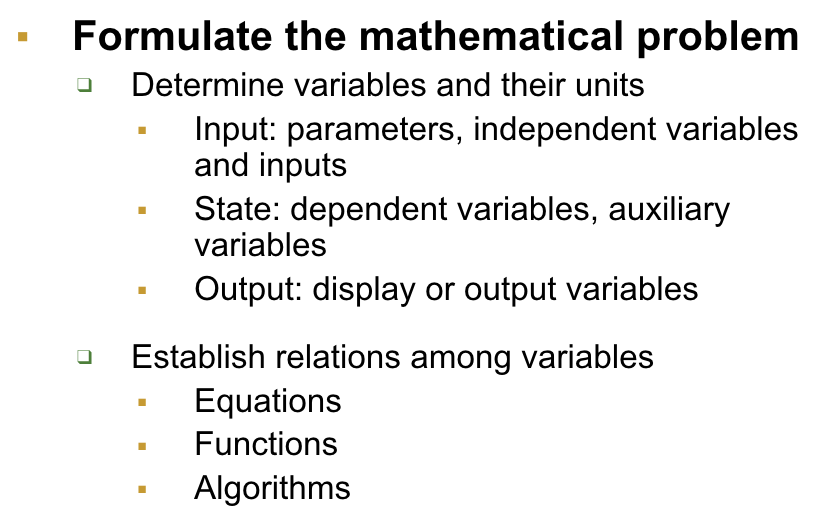 Formulate the mathematical problem
Determine variables and their units
Input: parameters, independent variables
and inputs
State: dependent variables, auxiliary
variables
Output: display or output variables
Establish relations among variables
Equations
Functions
Algorithms